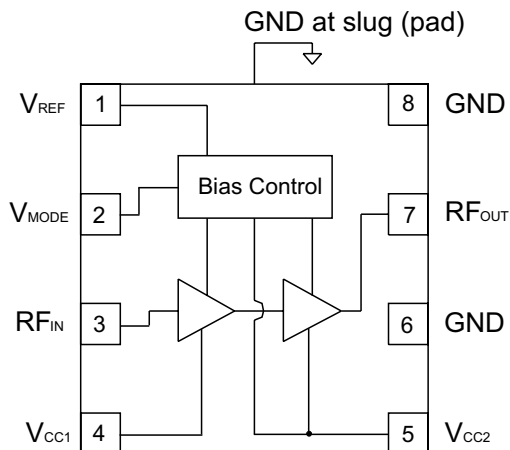 GND at slug (pad)
VREF 1 8 GND
Bias Control
VMODE 2 7 RFOUT
RFIN 3 6 GND
VCC1 4 5 VCC2